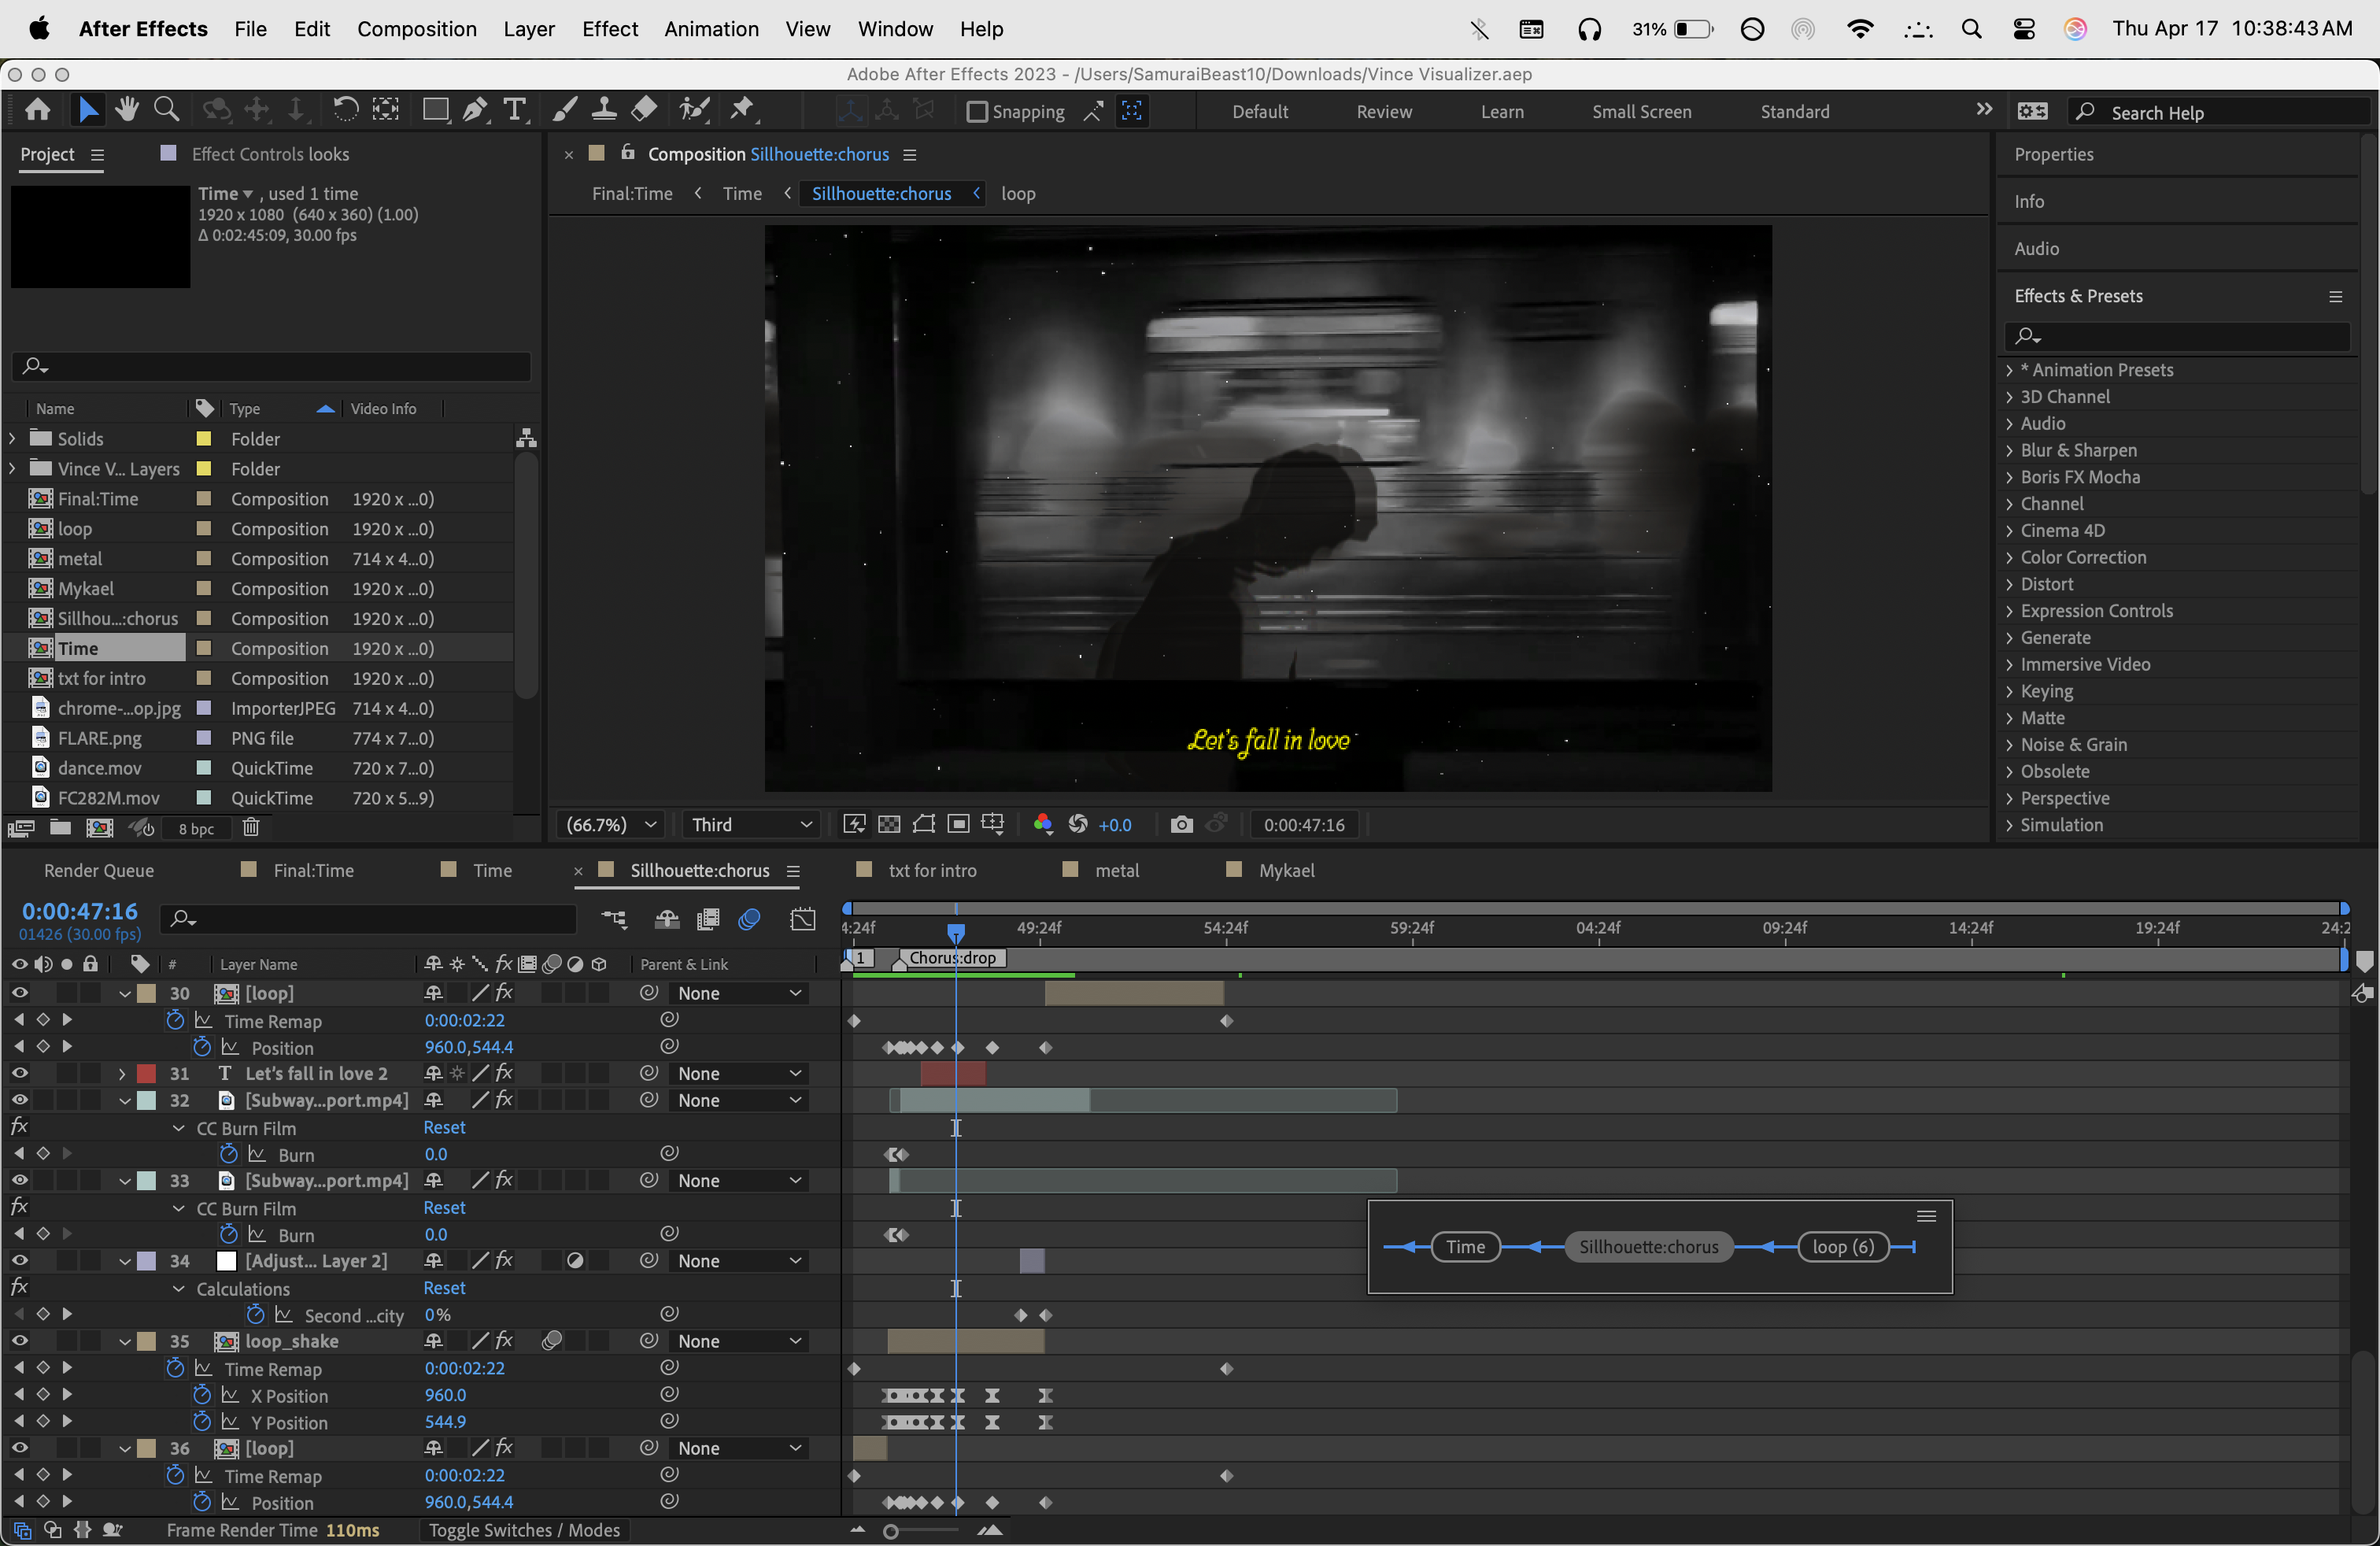 After Effects File Edit Composition Layer Effect Animation View Window Help 31% Thu Apr 17 10:38:43 AM
Adobe After Effects 2023 - /Users/SamuraiBeast10/Downloads/Vince Visualizer.aep
Snapping Default Review Learn Small Screen Standard Search Help
Project Effect Controls looks
Time , used 1 time
1920 x 1080 (640 x 360) (1.00)
Δ 0:02:45:09, 30.00 fps
Name Type Video Info
Solids Folder
Vince V... Layers Folder
Final:Time Composition 1920 x ...0)
loop Composition 1920 x ...0)
metal Composition 714 x 4...0)
Mykael Composition 1920 x ...0)
Sillhou...:chorus Composition 1920 x ...0)
Time Composition 1920 x ...0)
txt for intro Composition 1920 x ...0)
chrome-...op.jpg ImporterJPEG 714 x 4...0)
FLARE.png PNG file 774 x 7...0)
dance.mov QuickTime 720 x 7...0)
FC282M.mov QuickTime 720 x 5...9)
8 bpc
Composition Sillhouette:chorus
Final:Time Time Sillhouette:chorus loop
Let's fall in love
(66.7%) Third +0.0 0:00:47:16
Properties
Info
Audio
Effects & Presets
* Animation Presets
3D Channel
Audio
Blur & Sharpen
Boris FX Mocha
Channel
Cinema 4D
Color Correction
Distort
Expression Controls
Generate
Immersive Video
Keying
Matte
Noise & Grain
Obsolete
Perspective
Simulation
Render Queue Final:Time Time Sillhouette:chorus txt for intro metal Mykael
0:00:47:16
01426 (30.00 fps)
4:24f 49:24f 54:24f 59:24f 04:24f 09:24f 14:24f 19:24f 24:2
1 Chorus:drop
# Layer Name fx Parent & Link
30 [loop] fx None
Time Remap 0:00:02:22
Position 960.0,544.4
31 T Let's fall in love 2 fx None
32 [Subway...port.mp4] fx None
fx CC Burn Film Reset
Burn 0.0
33 [Subway...port.mp4] fx None
fx CC Burn Film Reset
Burn 0.0
34 [Adjust... Layer 2] fx None
fx Calculations Reset
Second ...city 0%
35 loop_shake fx None
Time Remap 0:00:02:22
X Position 960.0
Y Position 544.9
36 [loop] fx None
Time Remap 0:00:02:22
Position 960.0,544.4
Time Sillhouette:chorus loop (6)
Frame Render Time 110ms Toggle Switches / Modes